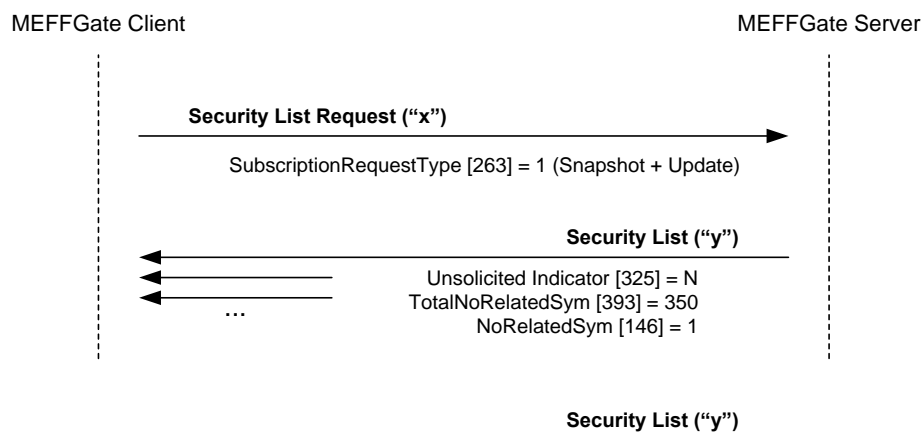 MEFFGate Client
MEFFGate Server
Security List Request (“x”)
SubscriptionRequestType [263] = 1 (Snapshot + Update)
Security List (“y”)
Unsolicited Indicator [325] = N
TotalNoRelatedSym [393] = 350
NoRelatedSym [146] = 1
...
Security List (“y”)